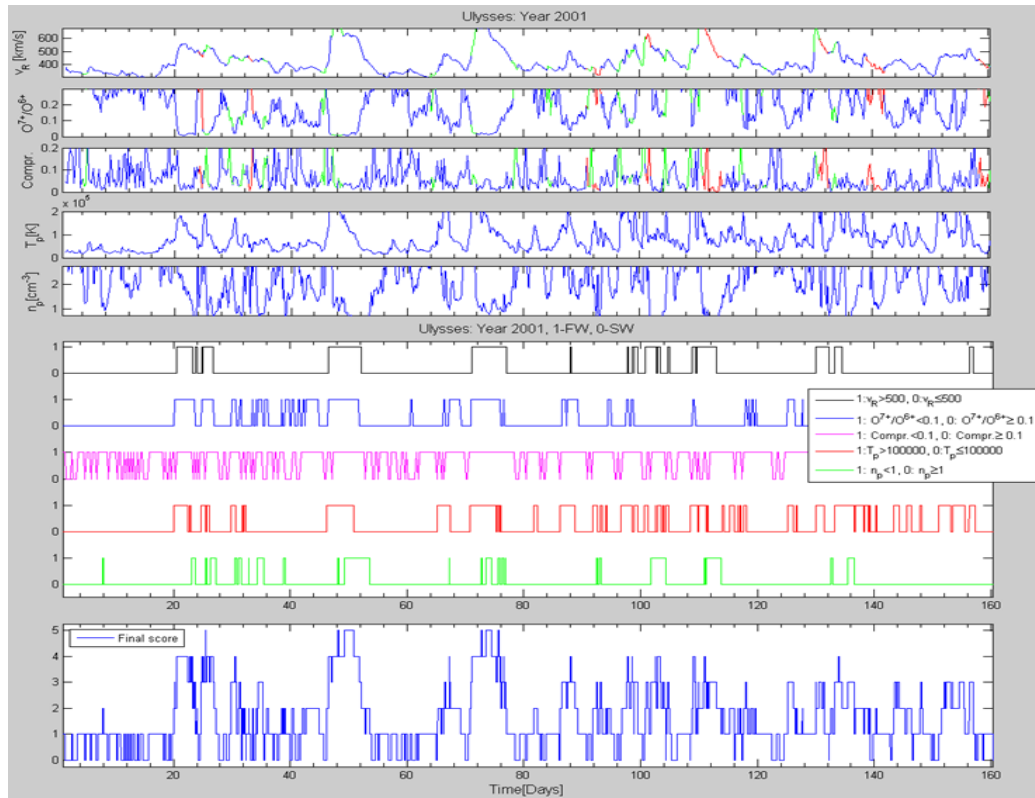 Ulysses: Year 2001
v_R [km/s]
600
400
O^7+/O^6+
0.2
0.1
0
Compr.
0.2
0.1
0
x 10^5
T_p[K]
2
1
0
n_p[cm^-3]
2
1
Ulysses: Year 2001, 1-FW, 0-SW
1
0
1
0
1
0
1
0
1
0
1:v_R>500, 0:v_R≤500
1: O^7+/O^6+<0.1, 0: O^7+/O^6+≥0.1
1: Compr.<0.1, 0: Compr.≥0.1
1:T_p>100000, 0:T_p≤100000
1: n_p<1, 0: n_p≥1
20 40 60 80 100 120 140 160
Final score
5
4
3
2
1
0
20 40 60 80 100 120 140 160
Time[Days]